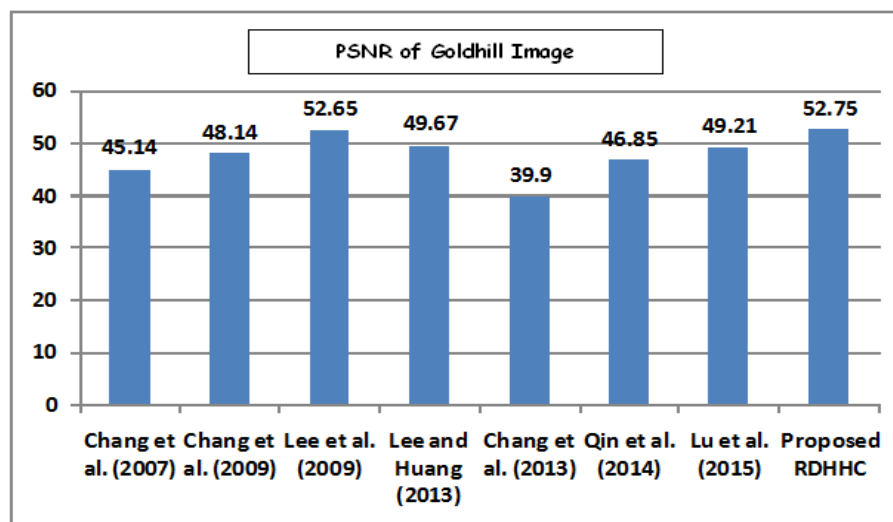 PSNR of Goldhill Image
60
50
40
30
20
10
0
45.14
48.14
52.65
49.67
39.9
46.85
49.21
52.75
Chang et
al. (2007)
Chang et
al. (2009)
Lee et al.
(2009)
Lee and
Huang
(2013)
Chang et
al. (2013)
Qin et al.
(2014)
Lu et al.
(2015)
Proposed
RDHHC